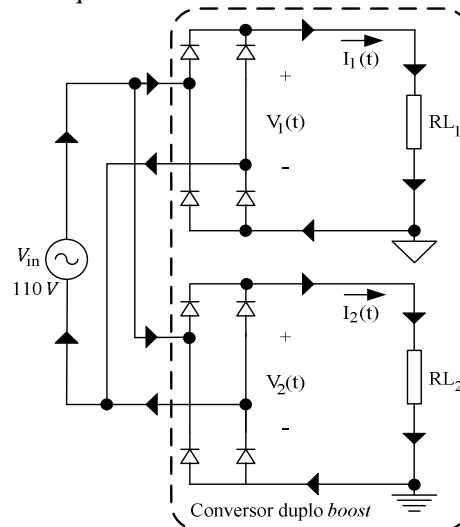 I1(t)
+
V1(t)
RL1
-
Vin
110 V
I2(t)
+
V2(t)
RL2
-
Conversor duplo boost